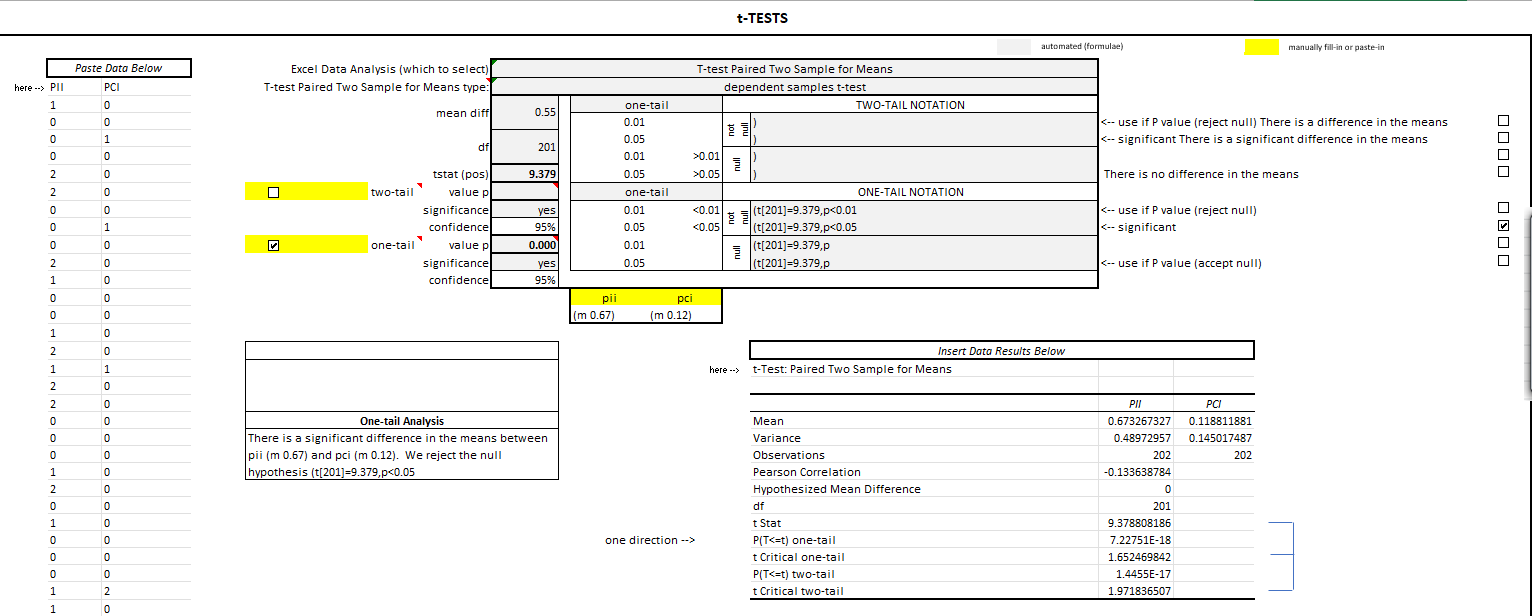 t-TESTS
automated (formulae) manually fill-in or paste-in
Paste Data Below
here --> PII PCI
1 0
0 0
0 1
0 0
2 0
2 0
0 0
0 1
0 0
2 0
1 0
0 0
0 0
1 0
2 0
1 1
2 0
2 0
0 0
0 0
0 0
1 0
2 0
0 0
1 0
0 0
0 0
0 0
1 2
1 0
Excel Data Analysis (which to select) T-test Paired Two Sample for Means
T-test Paired Two Sample for Means type: dependent samples t-test
mean diff 0.55
df 201
tstat (pos) 9.379
two-tail value p
significance yes
confidence 95%
one-tail value p 0.000
significance yes
confidence 95%
one-tail TWO-TAIL NOTATION
0.01 not null ) <-- use if P value (reject null) There is a difference in the means
0.05 ) <-- significant There is a significant difference in the means
0.01 >0.01 null )
0.05 >0.05 ) There is no difference in the means
one-tail ONE-TAIL NOTATION
0.01 <0.01 not null (t[201]=9.379,p<0.01 <-- use if P value (reject null)
0.05 <0.05 (t[201]=9.379,p<0.05 <-- significant
0.01 null (t[201]=9.379,p
0.05 (t[201]=9.379,p <-- use if P value (accept null)
pii pci
(m 0.67) (m 0.12)
One-tail Analysis
There is a significant difference in the means between
pii (m 0.67) and pci (m 0.12). We reject the null
hypothesis (t[201]=9.379,p<0.05
Insert Data Results Below
here --> t-Test: Paired Two Sample for Means
PII PCI
Mean 0.673267327 0.118811881
Variance 0.48972957 0.145017487
Observations 202 202
Pearson Correlation -0.133638784
Hypothesized Mean Difference 0
df 201
t Stat 9.378808186
one direction --> P(T<=t) one-tail 7.22751E-18
t Critical one-tail 1.652469842
P(T<=t) two-tail 1.4455E-17
t Critical two-tail 1.971836507